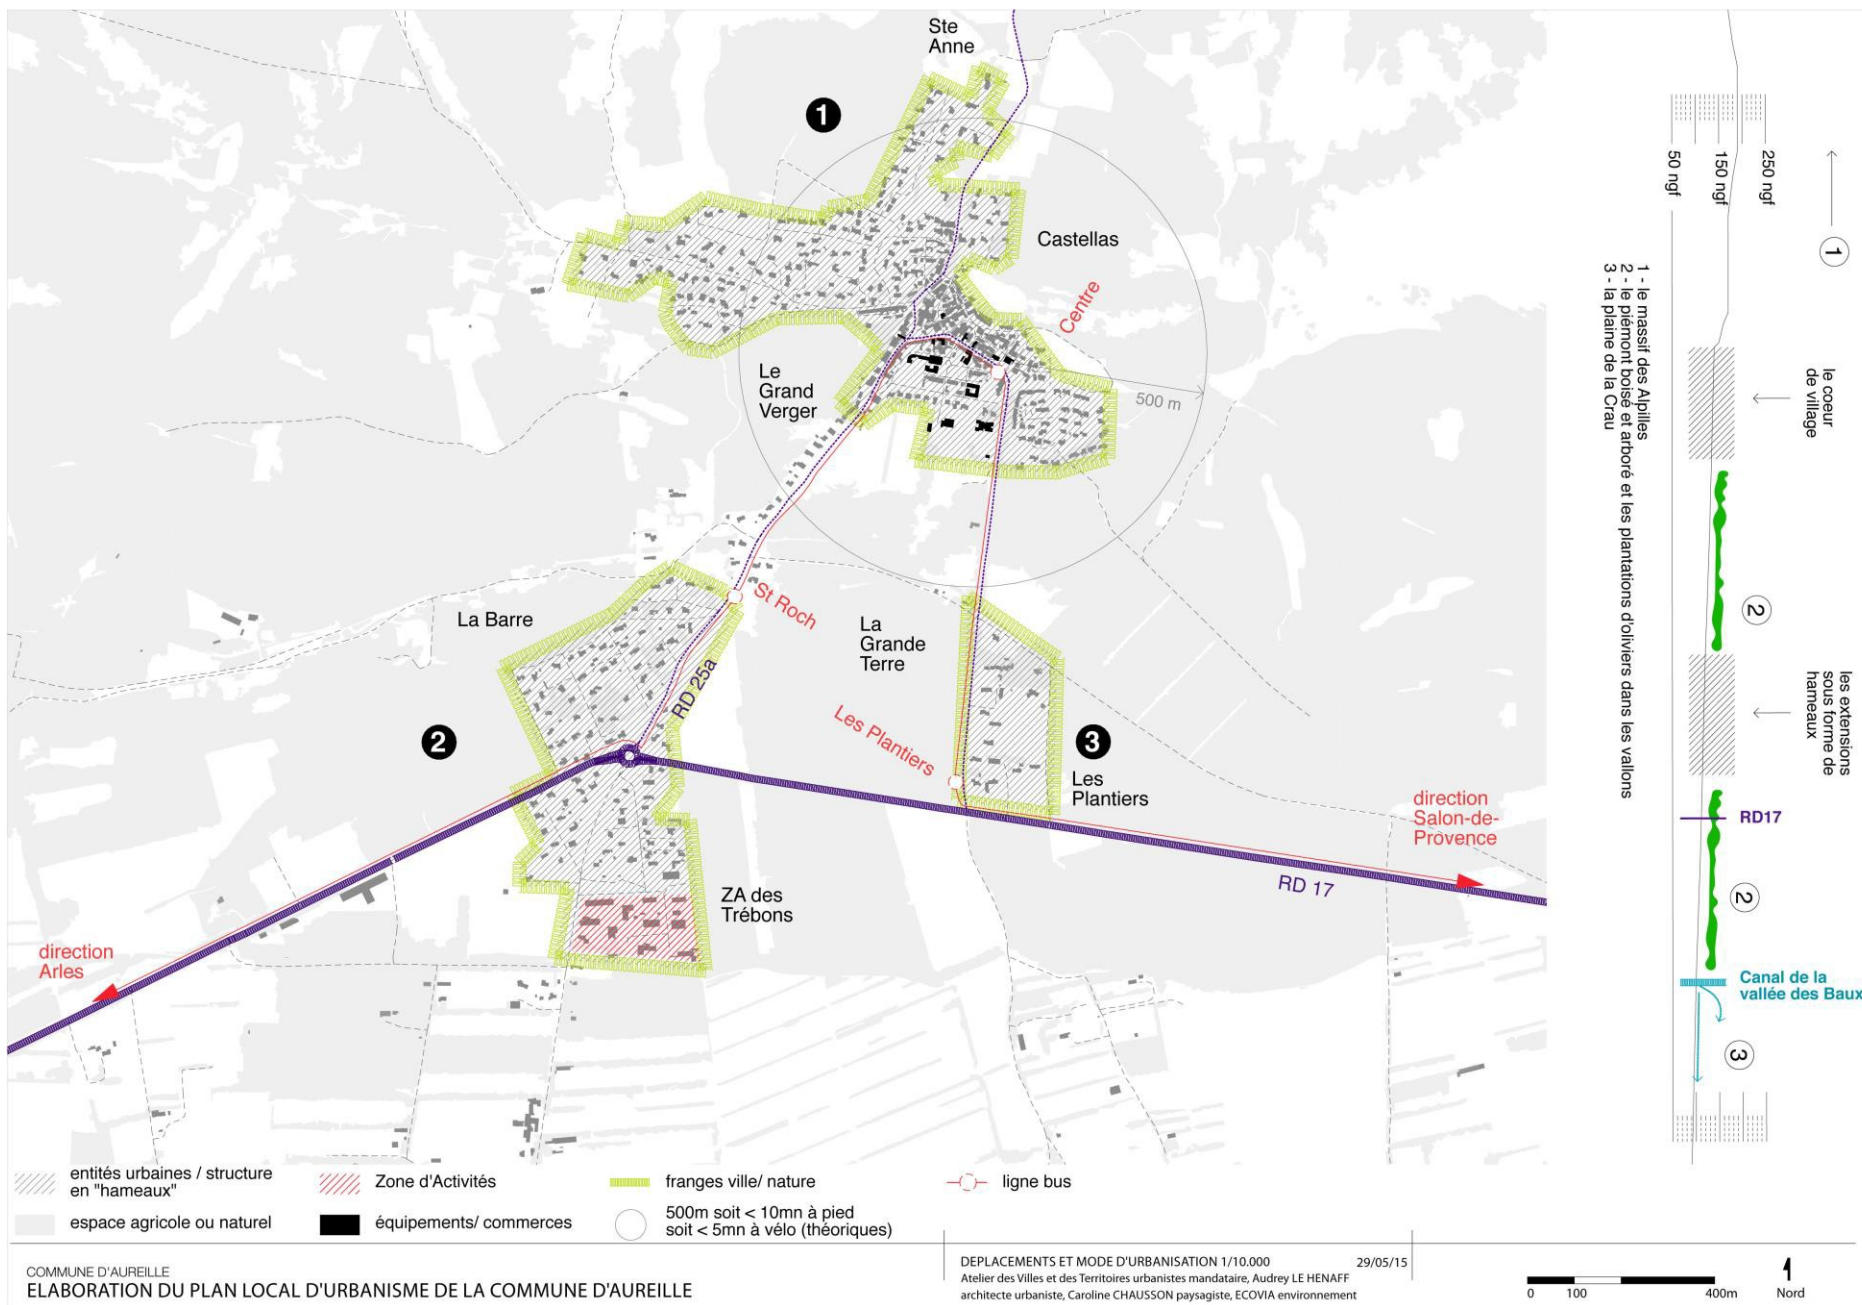 Ste
Anne
1
Castellas
Centre
Le
Grand
Verger
500 m
La Barre
St Roch
La
Grande
Terre
RD 25a
2
Les Plantiers
3
Les
Plantiers
direction
Salon-de-
Provence
RD 17
ZA des
Trébons
direction
Arles
50 ngf
150 ngf
250 ngf
1
1 - le massif des Alpilles
2 - le piémont boisé et arboré et les plantations d'oliviers dans les vallons
3 - la plaine de la Crau
le coeur
de village
2
les extensions
sous forme de
hameaux
RD17
2
Canal de la
vallée des Baux
3
entités urbaines / structure
en "hameaux"
Zone d'Activités
franges ville/ nature
ligne bus
espace agricole ou naturel
équipements/ commerces
500m soit < 10mn à pied
soit < 5mn à vélo (théoriques)
COMMUNE D'AUREILLE
ELABORATION DU PLAN LOCAL D'URBANISME DE LA COMMUNE D'AUREILLE
DEPLACEMENTS ET MODE D'URBANISATION 1/10.000 29/05/15
Atelier des Villes et des Territoires urbanistes mandataire, Audrey LE HENAFF
architecte urbaniste, Caroline CHAUSSON paysagiste, ECOVIA environnement
0 100 400m
Nord